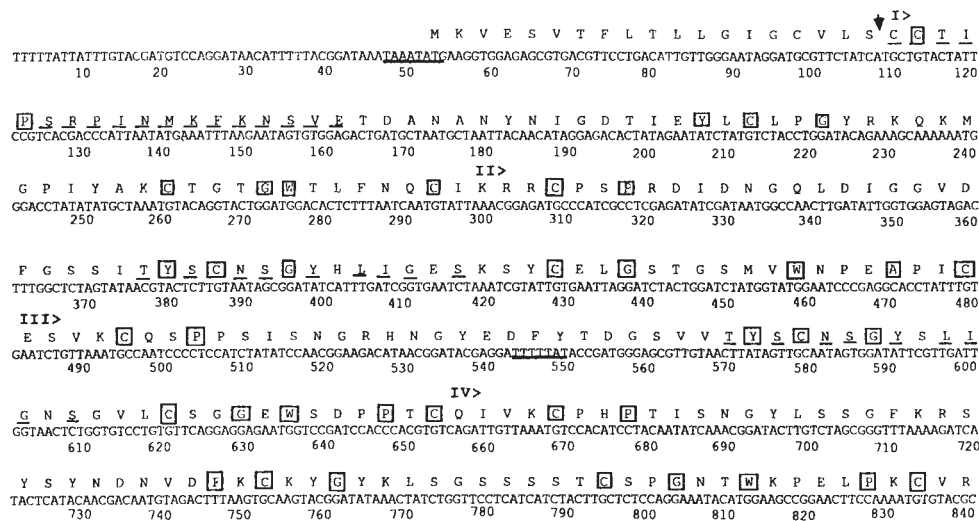 I>
M K V E S V T F L T L L G I G C V L S C C T I
TTTTTATTATTTGTACGATGTCCAGGATAACATTTTTACGGATAAATAAATATGAAGGTGGAGAGCGTGACGTTCCTGACATTGTTGGGAATAGGATGCGTTCTATCATGCTGTACTATT
10 20 30 40 50 60 70 80 90 100 110 120
P S R P I N M K F K N S V E T D A N A N Y N I G D T I E Y L C L P G Y R K Q K M
CCGTCACGACCCATTAATATGAAATTTAAGAATAGTGTGGAGACTGATGCTAATGCTAATTACAACATAGGAGACACTATAGAATATCTATGTCTACCTGGATACAGAAAGCAAAAAATG
130 140 150 160 170 180 190 200 210 220 230 240
II>
G P I Y A K C T G T G W T L F N Q C I K R R C P S P R D I D N G Q L D I G G V D
GGACCTATATATGCTAAATGTACAGGTACTGGATGGACACTCTTTAATCAATGTATTAAACGGAGATGCCCATCGCCTCGAGATATCGATAATGGCCAACTTGATATTGGTGGAGTAGAC
250 260 270 280 290 300 310 320 330 340 350 360
F G S S I T Y S C N S G Y H L I G E S K S Y C E L G S T G S M V W N P E A P I C
TTTGGCTCTAGTATAACGTACTCTTGTAATAGCGGATATCATTTGATCGGTGAATCTAAATCGTATTGTGAATTAGGATCTACTGGATCTATGGTATGGAATCCCGAGGCACCTATTTGT
370 380 390 400 410 420 430 440 450 460 470 480
III>
E S V K C Q S P P S I S N G R H N G Y E D F Y T D G S V V T Y S C N S G Y S L I
GAATCTGTTAAATGCCAATCCCCTCCATCTATATCCAACGGAAGACATAACGGATACGAGGATTTTTATACCGATGGGAGCGTTGTAACTTATAGTTGCAATAGTGGATATTCGTTGATT
490 500 510 520 530 540 550 560 570 580 590 600
IV>
G N S G V L C S G G E W S D P P T C Q I V K C P H P T I S N G Y L S S G F K R S
GGTAACTCTGGTGTCCTGTGTTCAGGAGGAGAATGGTCCGATCCACCCACGTGTCAGATTGTTAAATGTCCACATCCTACAATATCAAACGGATACTTGTCTAGCGGGTTTAAAAGATCA
610 620 630 640 650 660 670 680 690 700 710 720
Y S Y N D N V D F K C K Y G Y K L S G S S S S T C S P G N T W K P E L P K C V R
TACTCATACAACGACAATGTAGACTTTAAGTGCAAGTACGGATATAAACTATCTGGTTCCTCATCATCTACTTGCTCTCCAGGAAATACATGGAAGCCGGAACTTCCAAAATGTGTACGC
730 740 750 760 770 780 790 800 810 820 830 840